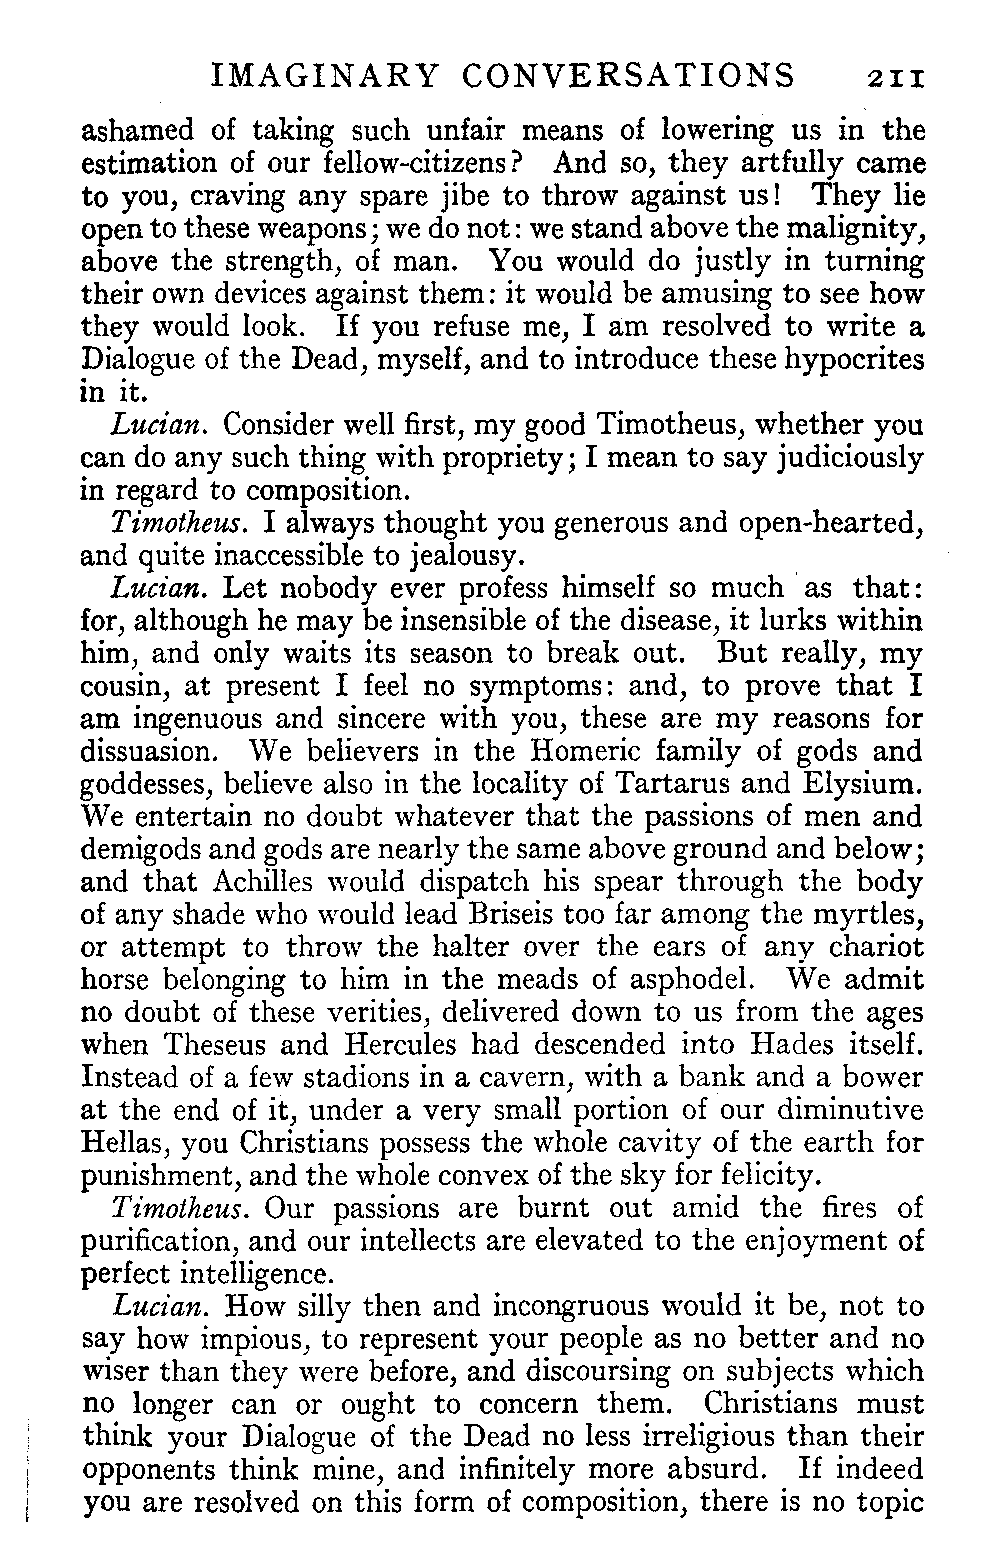 IMAGINARY CONVERSATIONS 211
ashamed of taking such unfair means of lowering us in the
estimation of our fellow-citizens? And so, they artfully came
to you, craving any spare jibe to throw against us! They lie
open to these weapons; we do not: we stand above the malignity,
above the strength, of man. You would do justly in turning
their own devices against them: it would be amusing to see how
they would look. If you refuse me, I am resolved to write a
Dialogue of the Dead, myself, and to introduce these hypocrites
in it.
Lucian. Consider well first, my good Timotheus, whether you
can do any such thing with propriety; I mean to say judiciously
in regard to composition.
Timotheus. I always thought you generous and open-hearted,
and quite inaccessible to jealousy.
Lucian. Let nobody ever profess himself so much as that:
for, although he may be insensible of the disease, it lurks within
him, and only waits its season to break out. But really, my
cousin, at present I feel no symptoms: and, to prove that I
am ingenuous and sincere with you, these are my reasons for
dissuasion. We believers in the Homeric family of gods and
goddesses, believe also in the locality of Tartarus and Elysium.
We entertain no doubt whatever that the passions of men and
demigods and gods are nearly the same above ground and below;
and that Achilles would dispatch his spear through the body
of any shade who would lead Briseis too far among the myrtles,
or attempt to throw the halter over the ears of any chariot
horse belonging to him in the meads of asphodel. We admit
no doubt of these verities, delivered down to us from the ages
when Theseus and Hercules had descended into Hades itself.
Instead of a few stadions in a cavern, with a bank and a bower
at the end of it, under a very small portion of our diminutive
Hellas, you Christians possess the whole cavity of the earth for
punishment, and the whole convex of the sky for felicity.
Timotheus. Our passions are burnt out amid the fires of
purification, and our intellects are elevated to the enjoyment of
perfect intelligence.
Lucian. How silly then and incongruous would it be, not to
say how impious, to represent your people as no better and no
wiser than they were before, and discoursing on subjects which
no longer can or ought to concern them. Christians must
think your Dialogue of the Dead no less irreligious than their
opponents think mine, and infinitely more absurd. If indeed
you are resolved on this form of composition, there is no topic